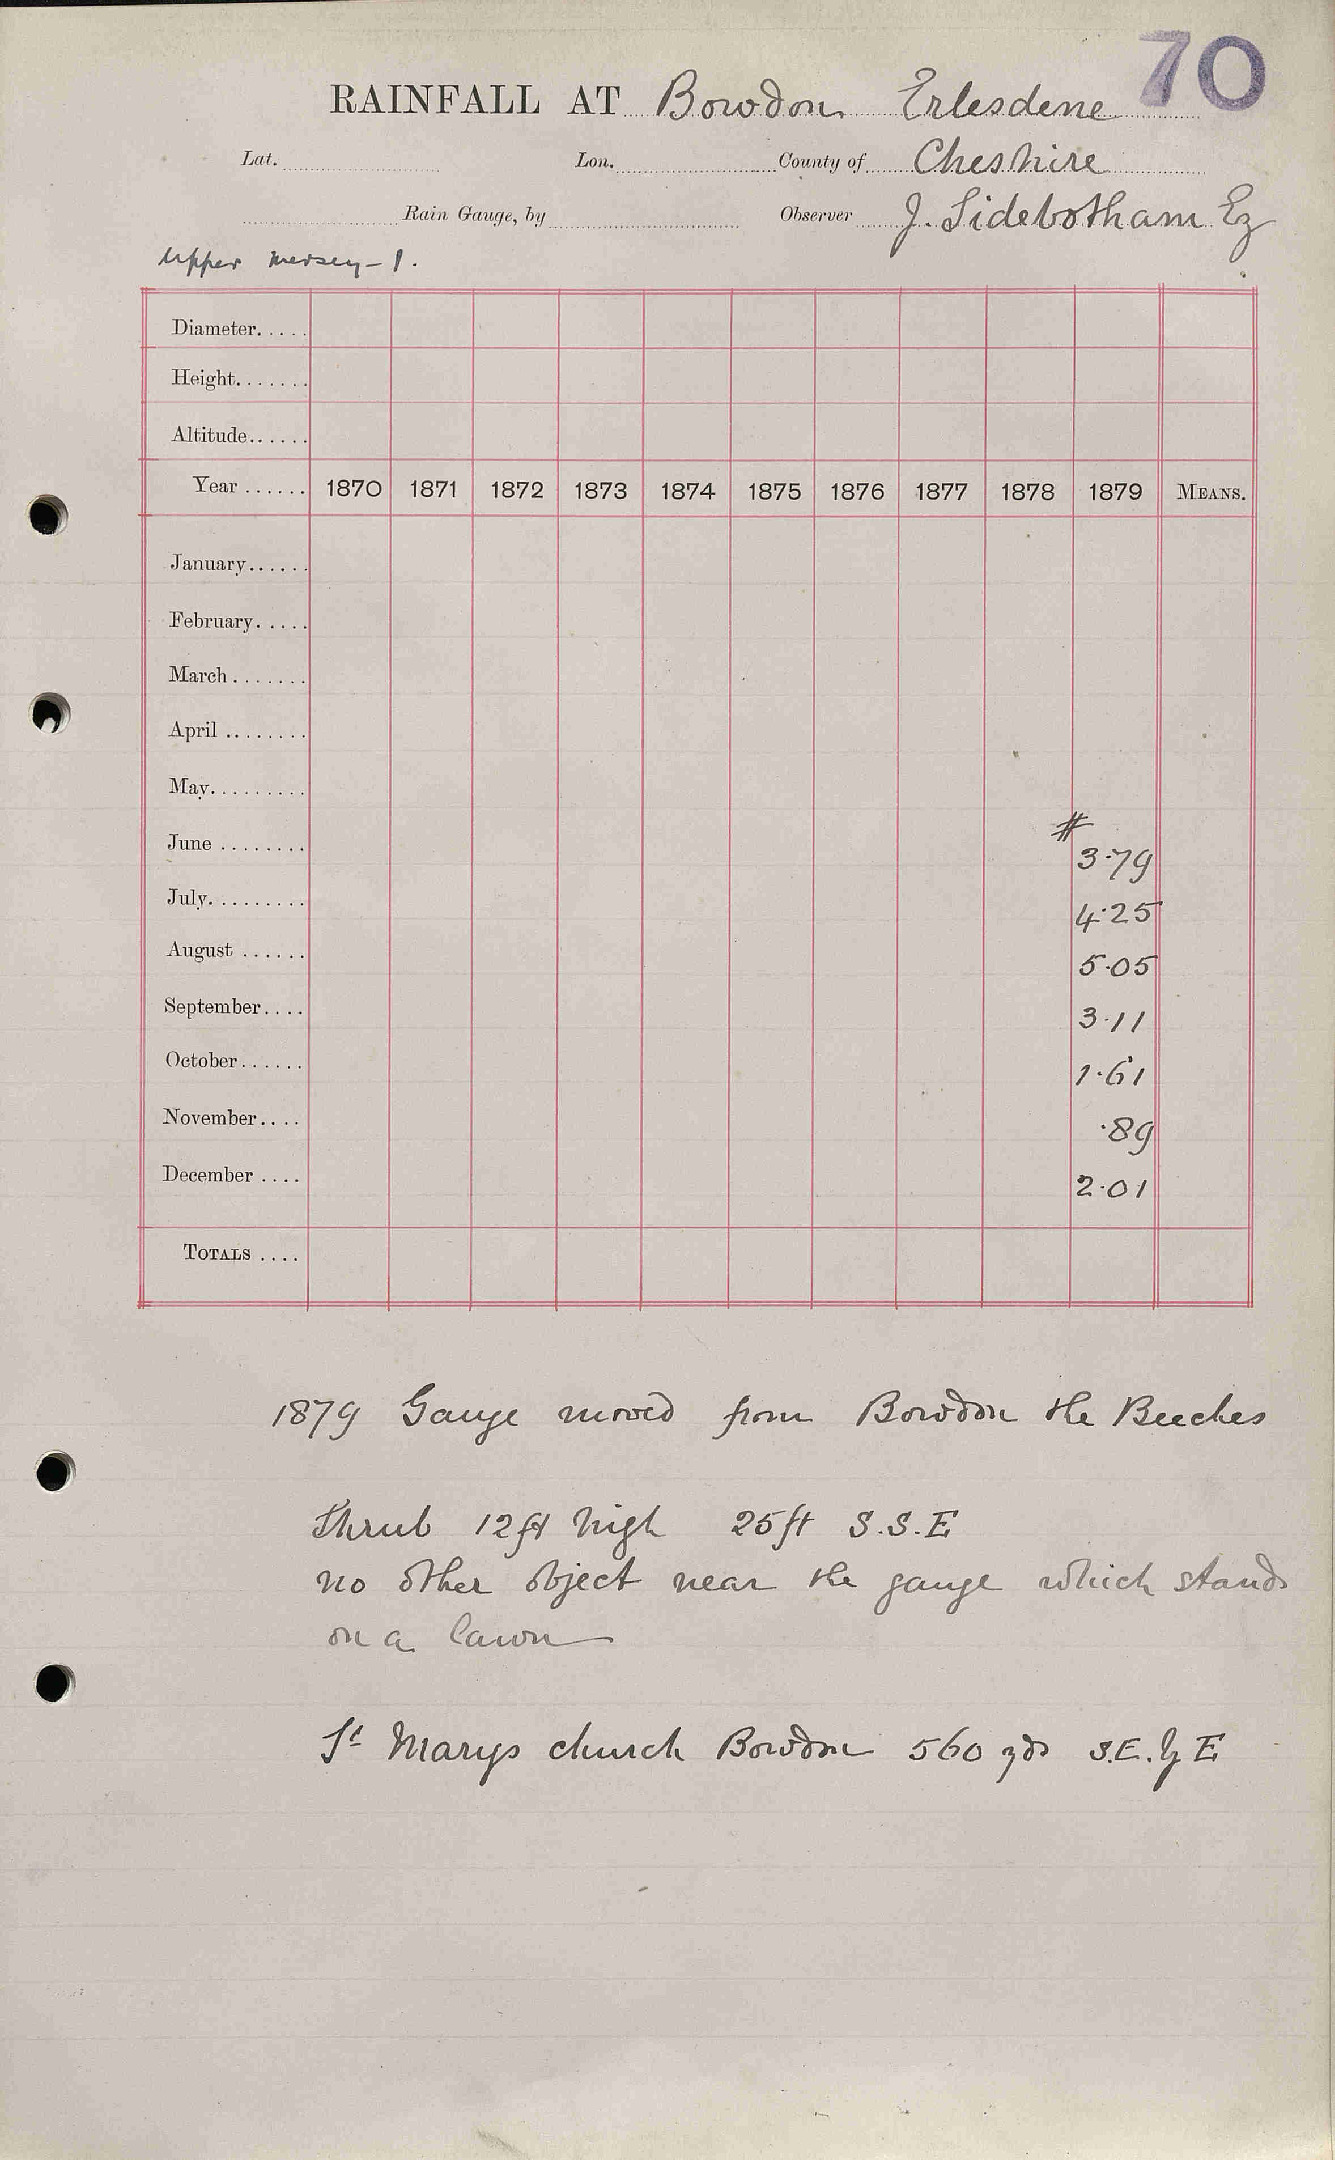 70
RAINFALL AT Bowdon Erlesdene
Lat. Lon. County of Cheshire
Rain Gauge, by Observer J. Sidebotham Eq
Upper Mersey - 1.
Diameter.....
Height.......
Altitude......
Year ...... 1870 1871 1872 1873 1874 1875 1876 1877 1878 1879 MEANS.
January......
February.....
March .......
April ........
May.........
June ........ # 3.79
July......... 4.25
August ...... 5.05
September.... 3.11
October...... 1.61
November.... .89
December .... 2.01
TOTALS ....
1879 Gauge moved from Bowdon the Beeches
Shrub 12ft high 25ft S.S.E
no other object near the gauge which stands
on a lawn
St Marys church Bowdon 560 yds S.E. by E